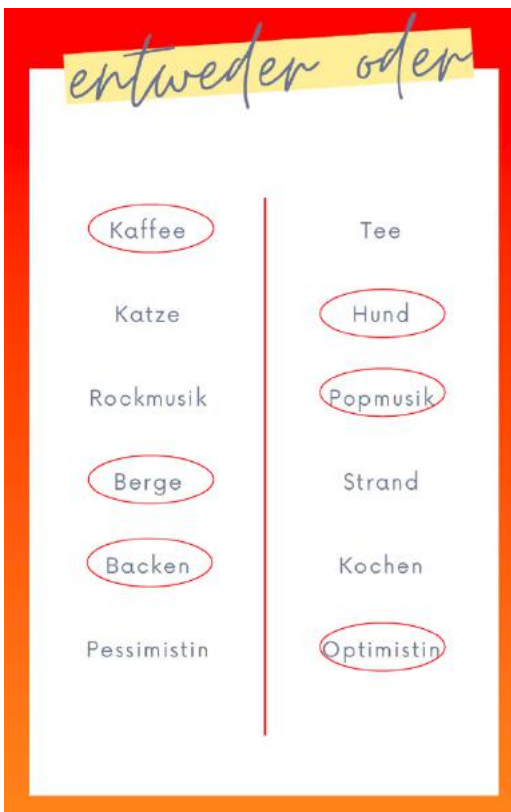 entweder oder
Kaffee Tee
Katze Hund
Rockmusik Popmusik
Berge Strand
Backen Kochen
Pessimistin Optimistin